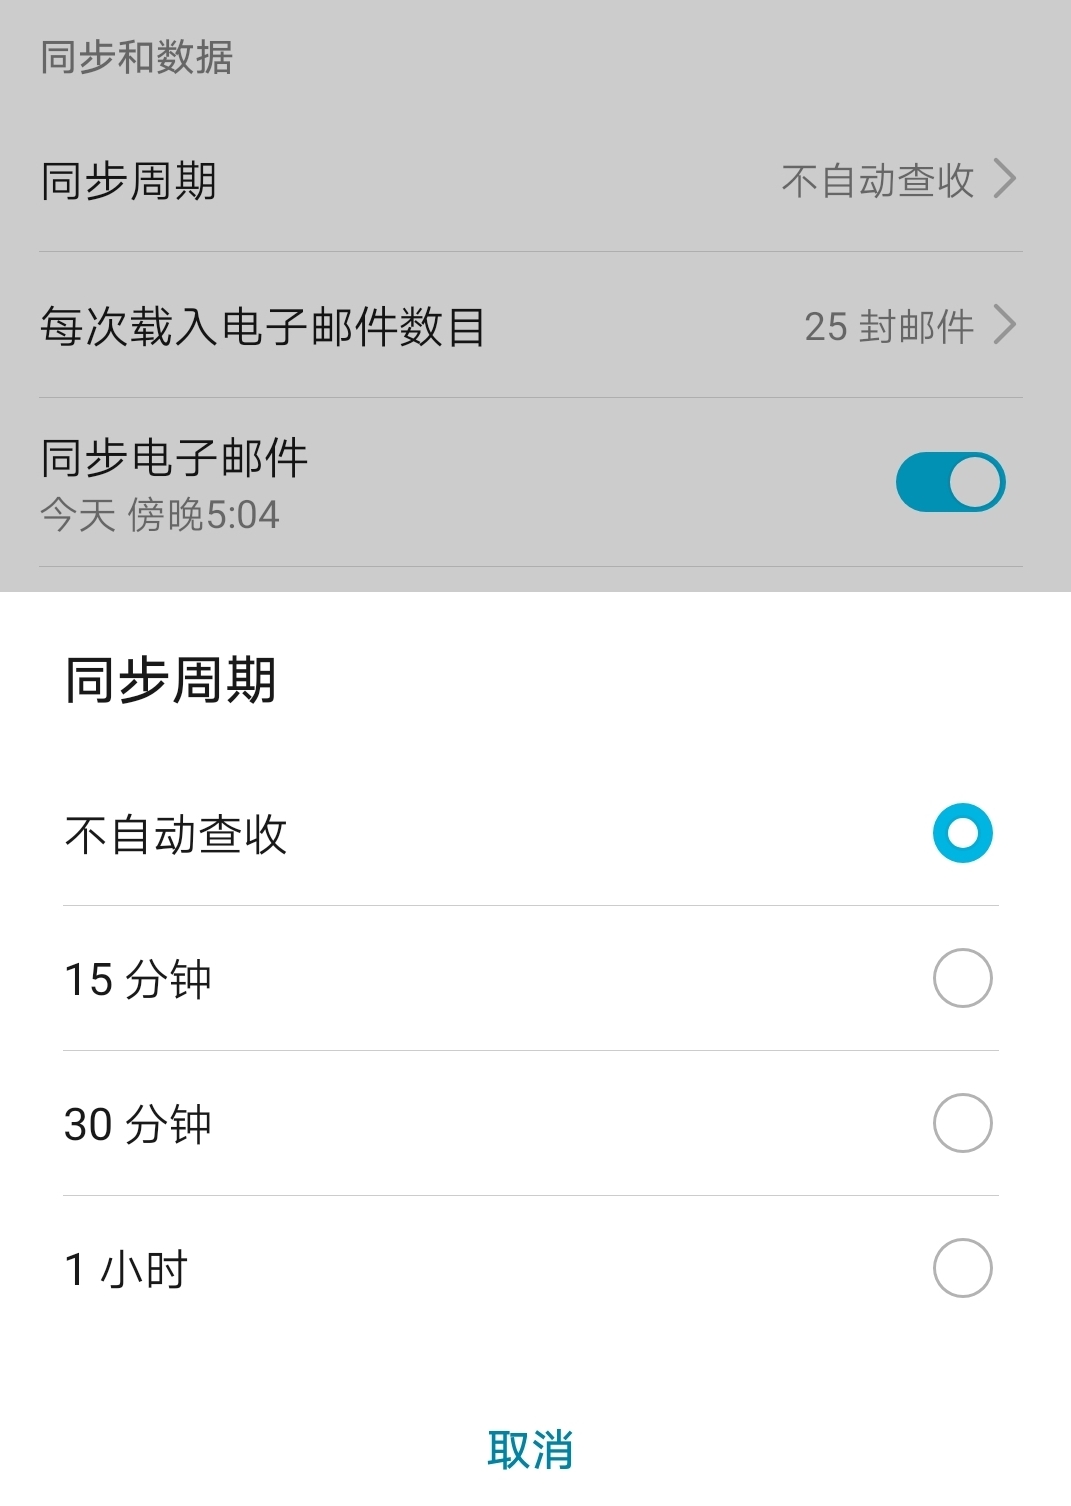 同步和数据
同步周期 不自动查收
每次载入电子邮件数目 25 封邮件
同步电子邮件
今天 傍晚5:04
同步周期
不自动查收
15 分钟
30 分钟
1 小时
取消